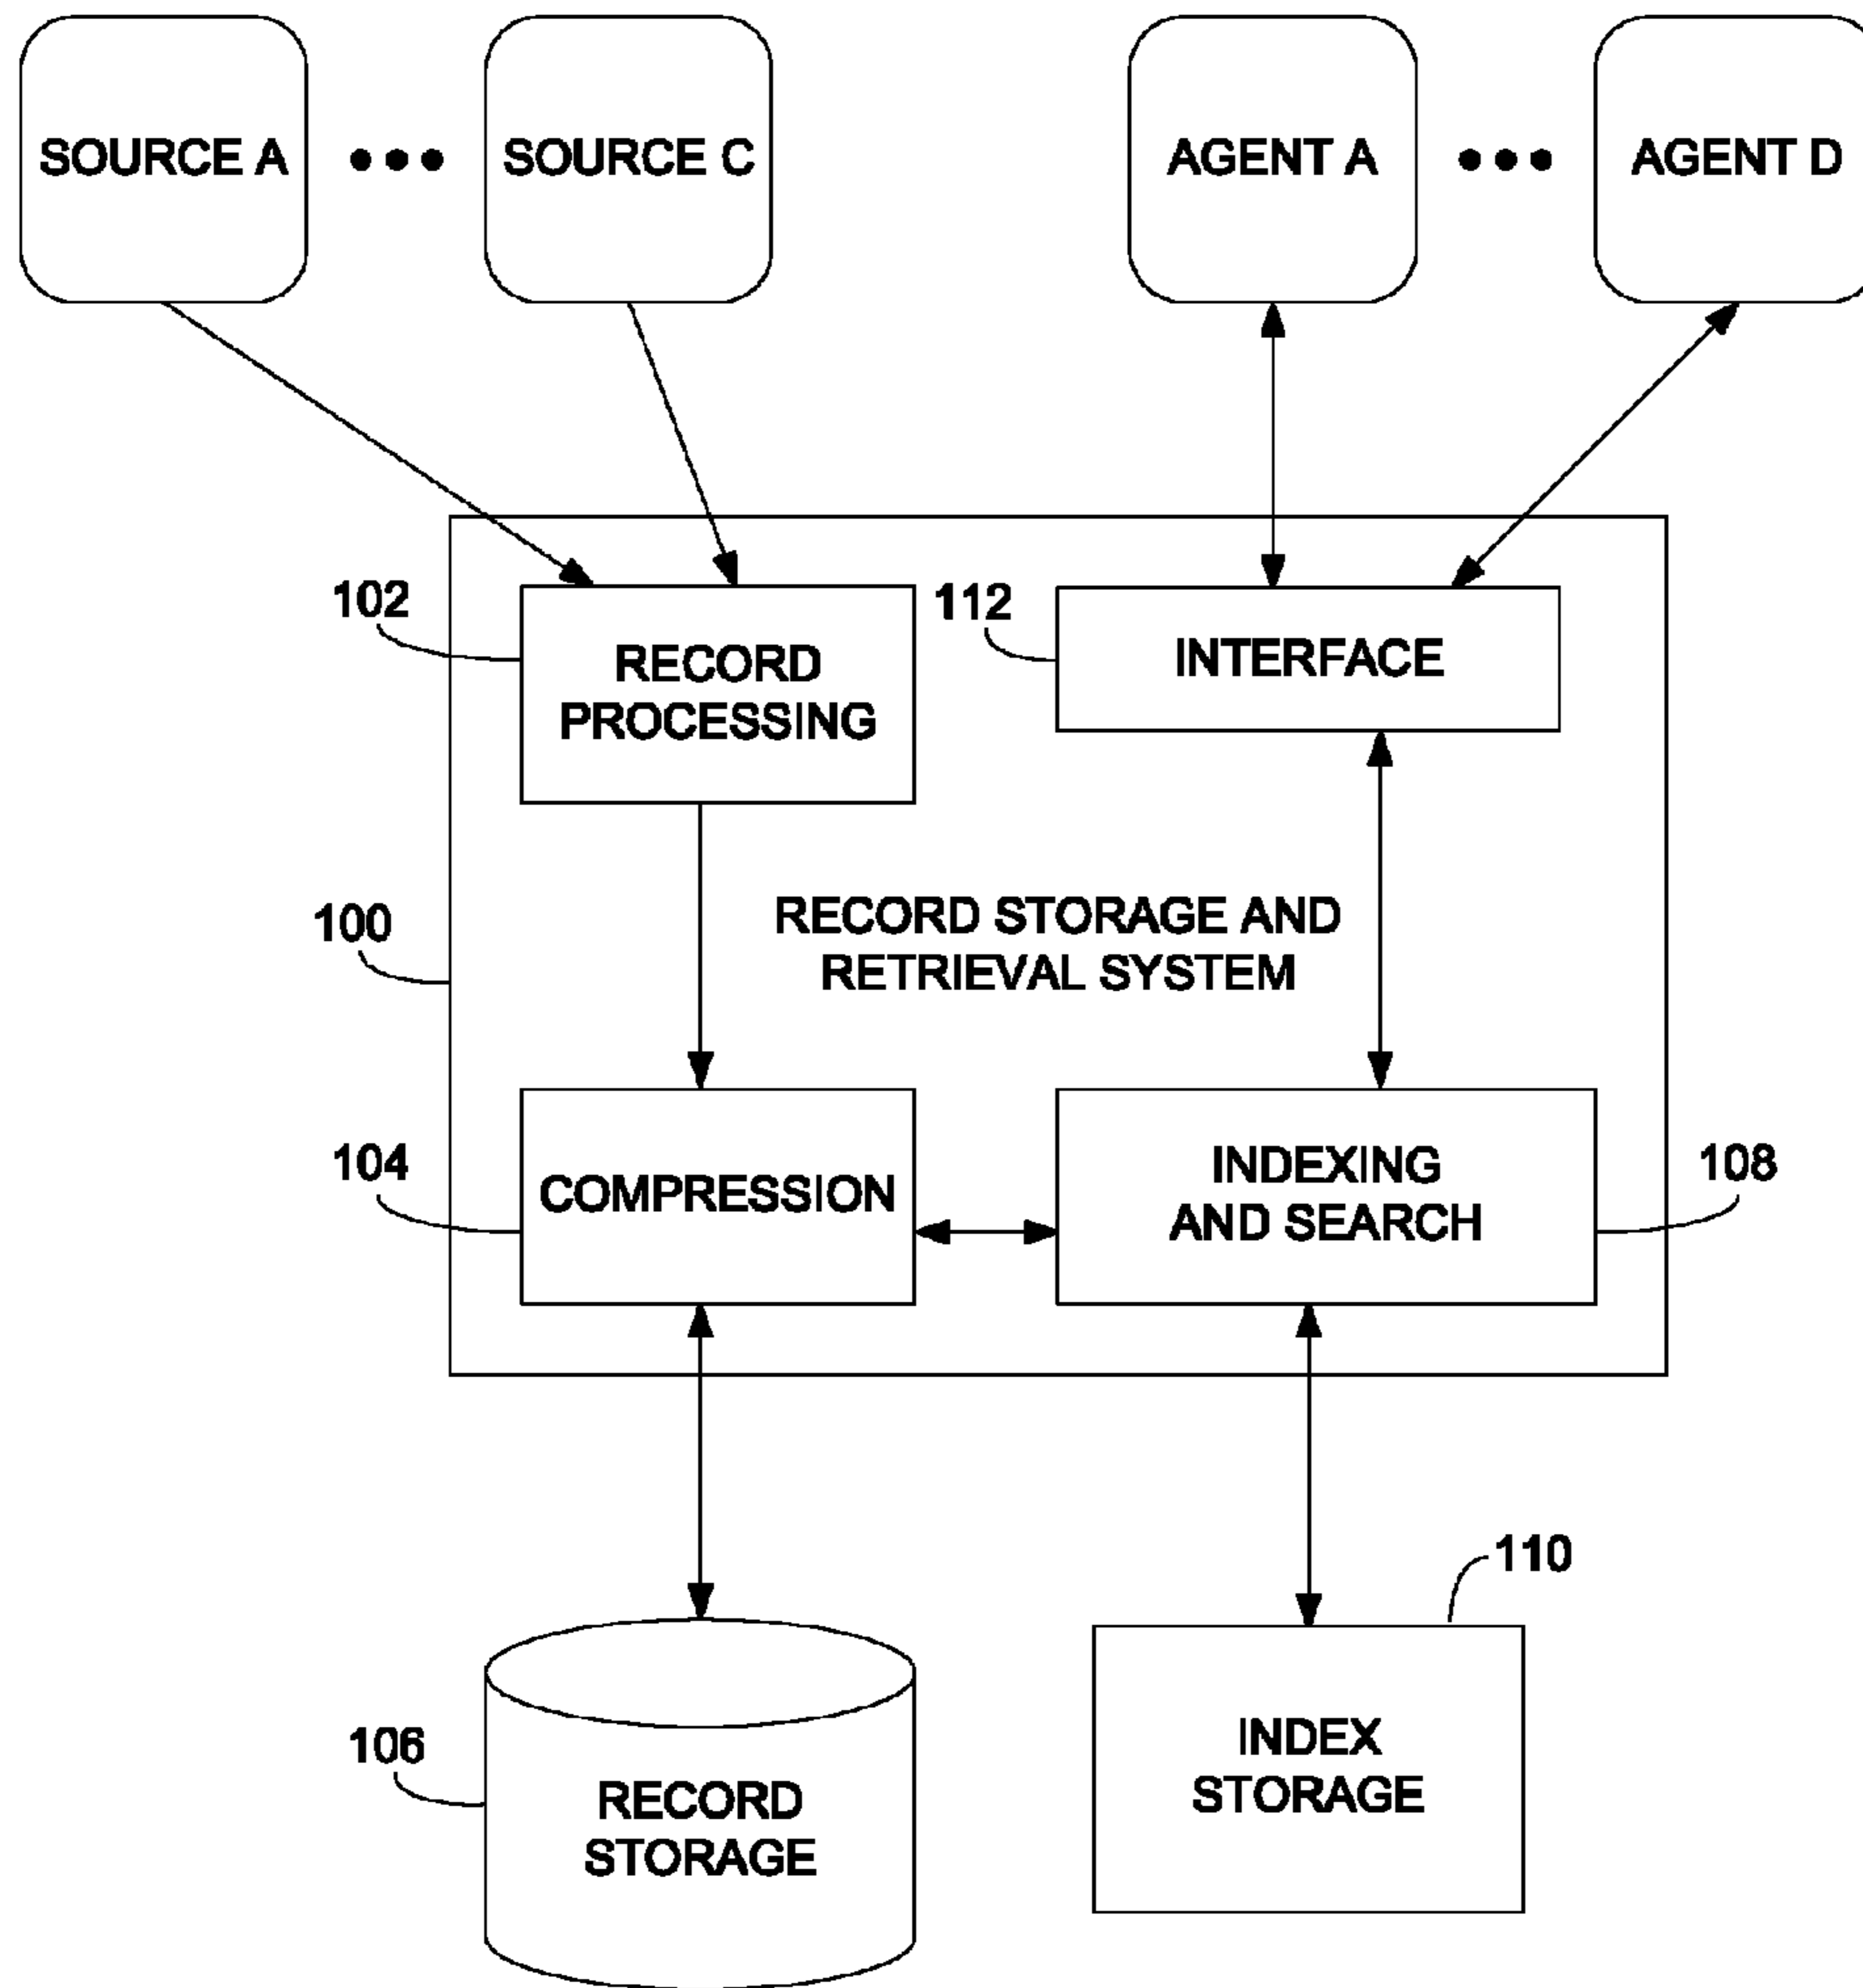 SOURCE A ••• SOURCE C AGENT A ••• AGENT D
102
RECORD
PROCESSING
112
INTERFACE
100
RECORD STORAGE AND
RETRIEVAL SYSTEM
104
COMPRESSION
INDEXING
AND SEARCH
108
110
106
RECORD
STORAGE
INDEX
STORAGE